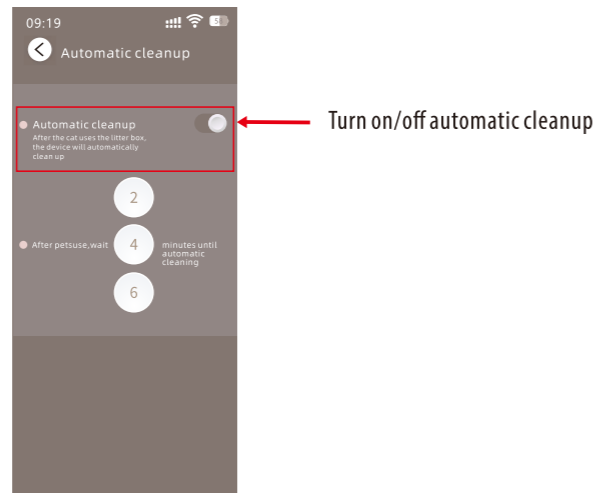 09:19
Automatic cleanup
Automatic cleanup
After the cat uses the litter box,
the device will automatically
clean up
Turn on/off automatic cleanup
2
After petsuse,wait 4 minutes until
automatic
cleaning
6